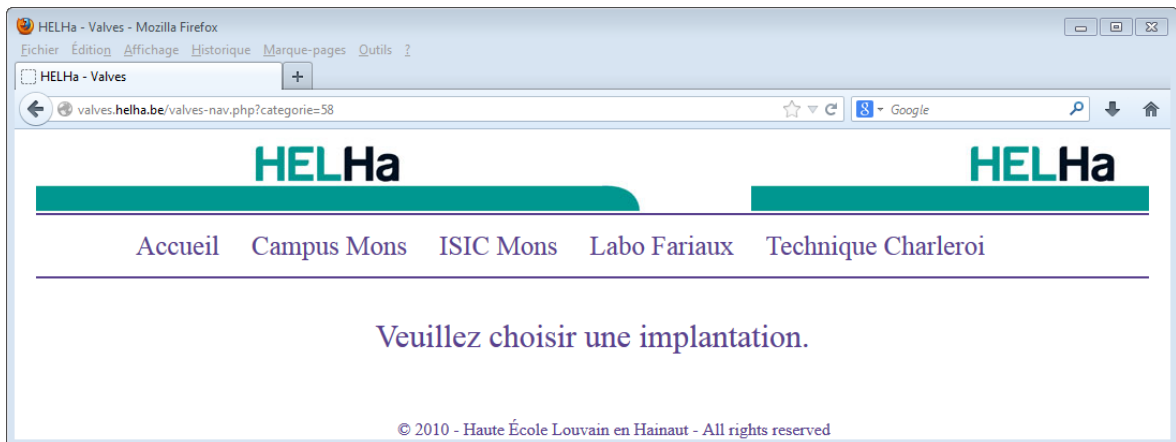 HELHa - Valves - Mozilla Firefox
Fichier Édition Affichage Historique Marque-pages Outils ?
HELHa - Valves +
valves.helha.be/valves-nav.php?categorie=58 8 Google
HELHa HELHa
Accueil Campus Mons ISIC Mons Labo Fariaux Technique Charleroi
Veuillez choisir une implantation.
© 2010 - Haute École Louvain en Hainaut - All rights reserved